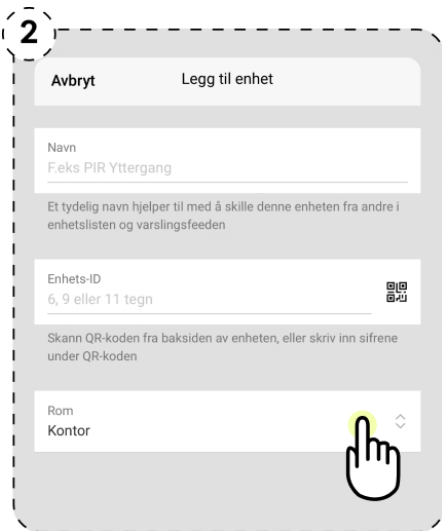 2
Avbryt Legg til enhet
Navn
F.eks PIR Yttergang
Et tydelig navn hjelper til med å skille denne enheten fra andre i
enhetslisten og varslingsfeeden
Enhets-ID
6, 9 eller 11 tegn
Skann QR-koden fra baksiden av enheten, eller skriv inn sifrene
under QR-koden
Rom
Kontor